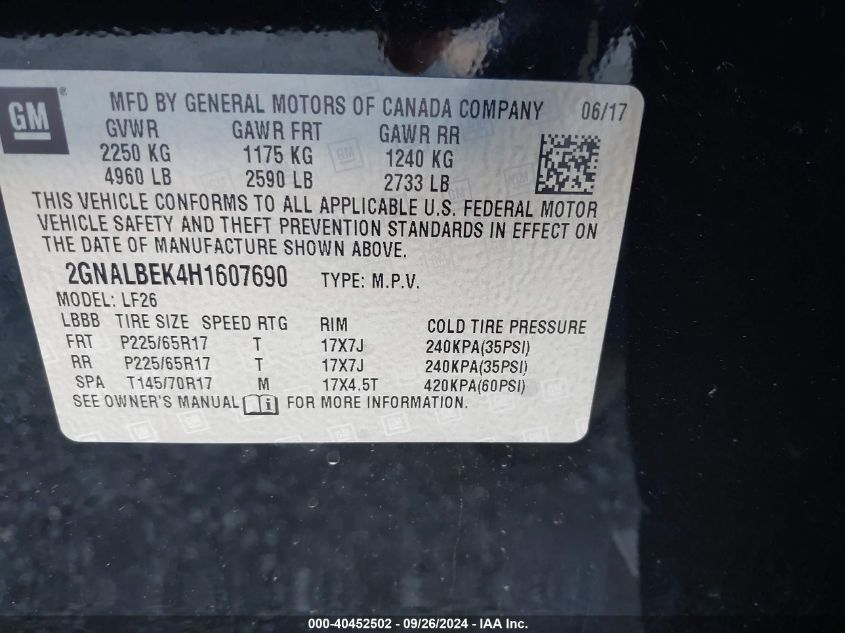 GM
MFD BY GENERAL MOTORS OF CANADA COMPANY 06/17
GVWR GAWR FRT GAWR RR
2250 KG 1175 KG 1240 KG
4960 LB 2590 LB 2733 LB
THIS VEHICLE CONFORMS TO ALL APPLICABLE U.S. FEDERAL MOTOR
VEHICLE SAFETY AND THEFT PREVENTION STANDARDS IN EFFECT ON
THE DATE OF MANUFACTURE SHOWN ABOVE.
2GNALBEK4H1607690 TYPE: M.P.V.
MODEL: LF26
LBBB TIRE SIZE SPEED RTG RIM COLD TIRE PRESSURE
FRT P225/65R17 T 17X7J 240KPA(35PSI)
RR P225/65R17 T 17X7J 240KPA(35PSI)
SPA T145/70R17 M 17X4.5T 420KPA(60PSI)
SEE OWNER'S MANUAL FOR MORE INFORMATION.
000-40452502 - 09/26/2024 - IAA Inc.